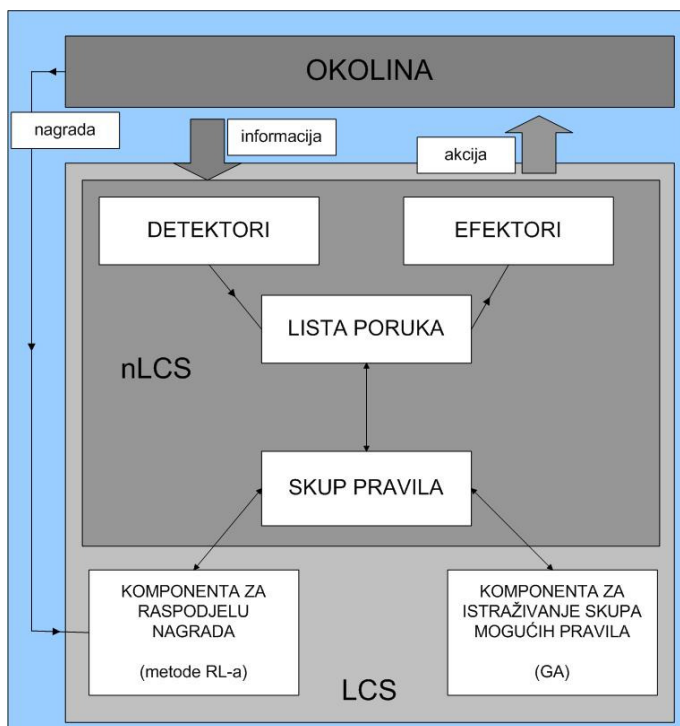 OKOLINA
nagrada
informacija
akcija
DETEKTORI
EFEKTORI
LISTA PORUKA
nLCS
SKUP PRAVILA
KOMPONENTA ZA
RASPODJELU
NAGRADA
(metode RL-a)
KOMPONENTA ZA
ISTRAŽIVANJE SKUPA
MOGUĆIH PRAVILA
(GA)
LCS